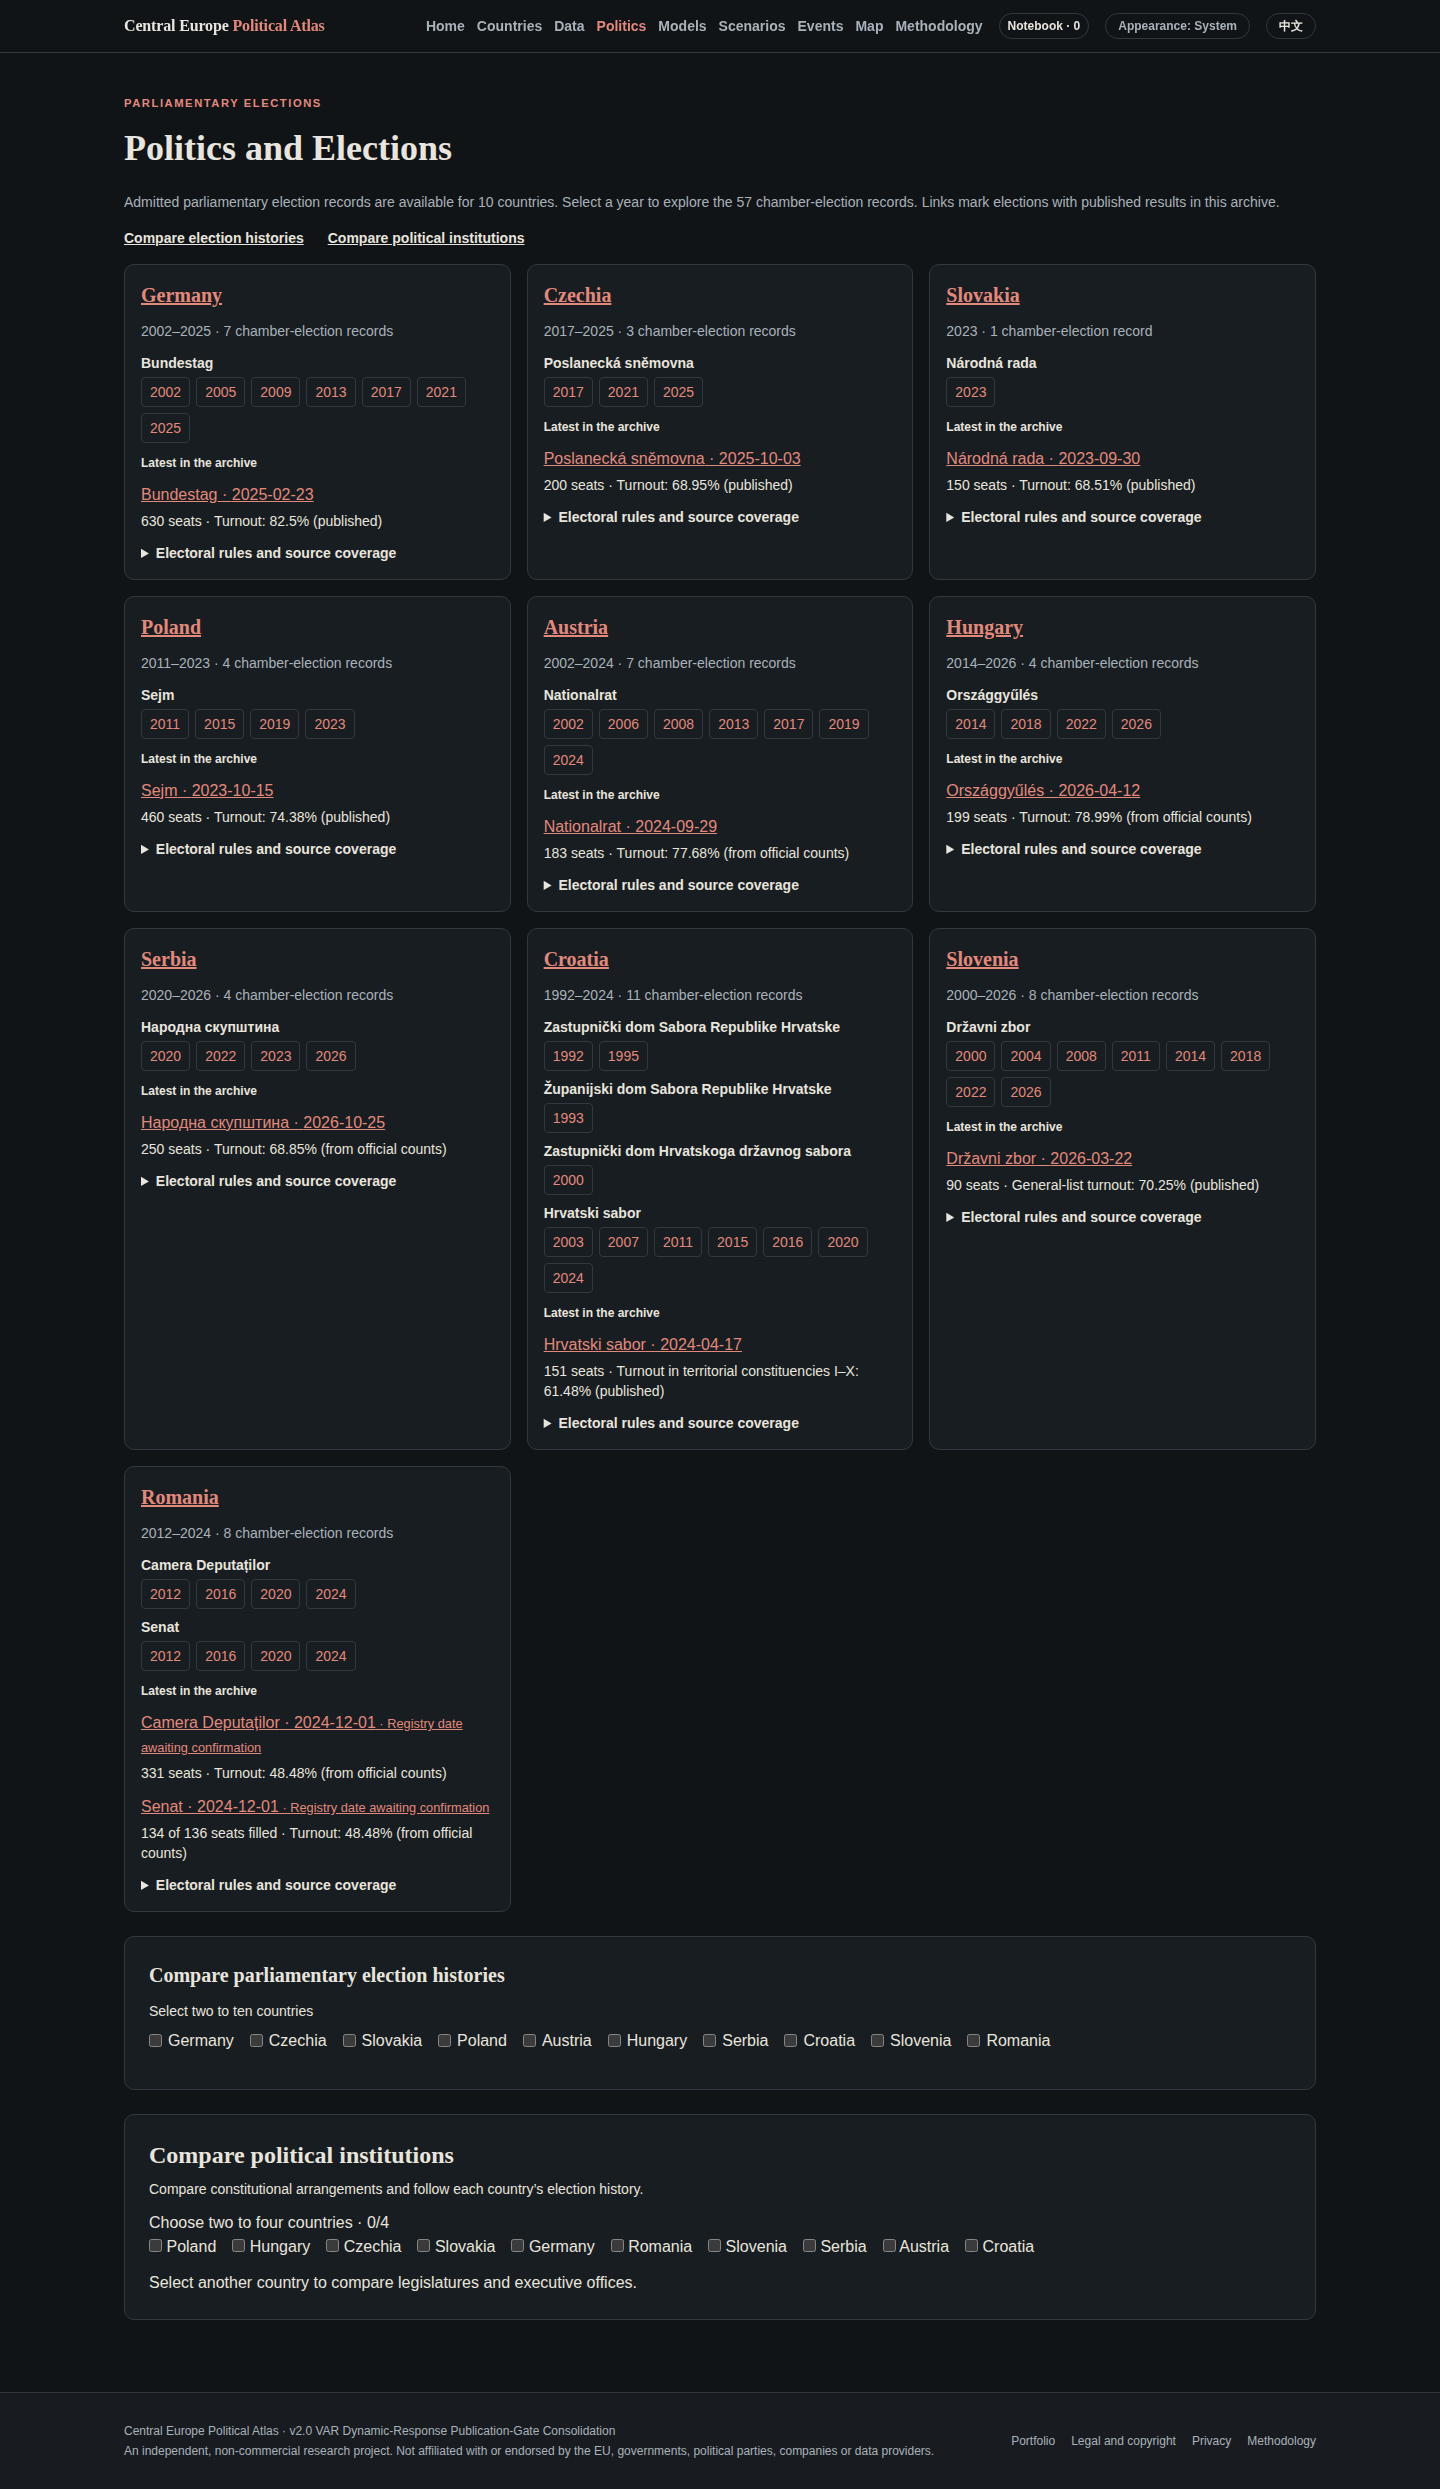 Central Europe Political Atlas
Home Countries Data Politics Models Scenarios Events Map Methodology Notebook · 0 Appearance: System 中文
PARLIAMENTARY ELECTIONS
Politics and Elections
Admitted parliamentary election records are available for 10 countries. Select a year to explore the 57 chamber-election records. Links mark elections with published results in this archive.
Compare election histories Compare political institutions
Germany
2002–2025 · 7 chamber-election records
Bundestag
2002 2005 2009 2013 2017 2021
2025
Latest in the archive
Bundestag · 2025-02-23
630 seats · Turnout: 82.5% (published)
▶ Electoral rules and source coverage
Czechia
2017–2025 · 3 chamber-election records
Poslanecká sněmovna
2017 2021 2025
Latest in the archive
Poslanecká sněmovna · 2025-10-03
200 seats · Turnout: 68.95% (published)
▶ Electoral rules and source coverage
Slovakia
2023 · 1 chamber-election record
Národná rada
2023
Latest in the archive
Národná rada · 2023-09-30
150 seats · Turnout: 68.51% (published)
▶ Electoral rules and source coverage
Poland
2011–2023 · 4 chamber-election records
Sejm
2011 2015 2019 2023
Latest in the archive
Sejm · 2023-10-15
460 seats · Turnout: 74.38% (published)
▶ Electoral rules and source coverage
Austria
2002–2024 · 7 chamber-election records
Nationalrat
2002 2006 2008 2013 2017 2019
2024
Latest in the archive
Nationalrat · 2024-09-29
183 seats · Turnout: 77.68% (from official counts)
▶ Electoral rules and source coverage
Hungary
2014–2026 · 4 chamber-election records
Országgyűlés
2014 2018 2022 2026
Latest in the archive
Országgyűlés · 2026-04-12
199 seats · Turnout: 78.99% (from official counts)
▶ Electoral rules and source coverage
Serbia
2020–2026 · 4 chamber-election records
Народна скупштина
2020 2022 2023 2026
Latest in the archive
Народна скупштина · 2026-10-25
250 seats · Turnout: 68.85% (from official counts)
▶ Electoral rules and source coverage
Croatia
1992–2024 · 11 chamber-election records
Zastupnički dom Sabora Republike Hrvatske
1992 1995
Županijski dom Sabora Republike Hrvatske
1993
Zastupnički dom Hrvatskoga državnog sabora
2000
Hrvatski sabor
2003 2007 2011 2015 2016 2020
2024
Latest in the archive
Hrvatski sabor · 2024-04-17
151 seats · Turnout in territorial constituencies I–X:
61.48% (published)
▶ Electoral rules and source coverage
Slovenia
2000–2026 · 8 chamber-election records
Državni zbor
2000 2004 2008 2011 2014 2018
2022 2026
Latest in the archive
Državni zbor · 2026-03-22
90 seats · General-list turnout: 70.25% (published)
▶ Electoral rules and source coverage
Romania
2012–2024 · 8 chamber-election records
Camera Deputaților
2012 2016 2020 2024
Senat
2012 2016 2020 2024
Latest in the archive
Camera Deputaților · 2024-12-01 · Registry date
awaiting confirmation
331 seats · Turnout: 48.48% (from official counts)
Senat · 2024-12-01 · Registry date awaiting confirmation
134 of 136 seats filled · Turnout: 48.48% (from official
counts)
▶ Electoral rules and source coverage
Compare parliamentary election histories
Select two to ten countries
Germany Czechia Slovakia Poland Austria Hungary Serbia Croatia Slovenia Romania
Compare political institutions
Compare constitutional arrangements and follow each country’s election history.
Choose two to four countries · 0/4
Poland Hungary Czechia Slovakia Germany Romania Slovenia Serbia Austria Croatia
Select another country to compare legislatures and executive offices.
Central Europe Political Atlas · v2.0 VAR Dynamic-Response Publication-Gate Consolidation
An independent, non-commercial research project. Not affiliated with or endorsed by the EU, governments, political parties, companies or data providers.
Portfolio Legal and copyright Privacy Methodology